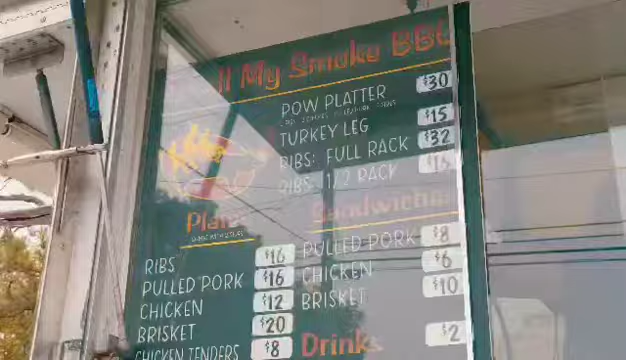 ll My Smoke BBQ
POW PLATTER $30
TURKEY LEG $15
RIBS: FULL RACK $32
RIBS: 1/2 RACK
Plates
Sandwiches
RIBS $16
PULLED PORK $16
CHICKEN $12
BRISKET $20
CHICKEN TENDERS $8
PULLED PORK $8
CHICKEN $6
BRISKET $10
Drinks $2